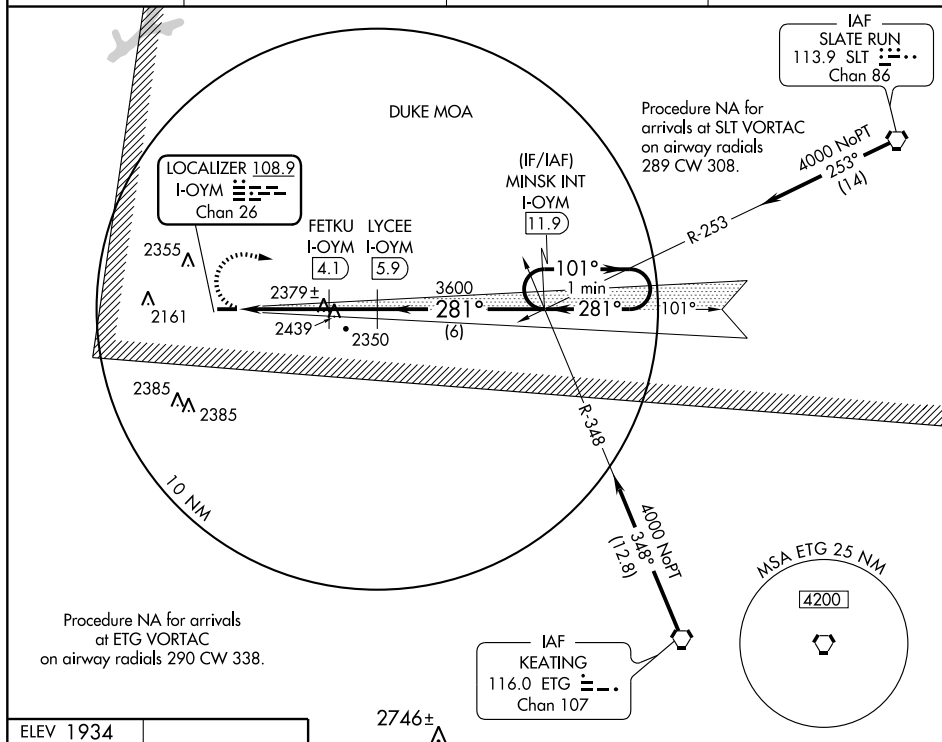 IAF
SLATE RUN
113.9 SLT
Chan 86
DUKE MOA
Procedure NA for
arrivals at SLT VORTAC
on airway radials
289 CW 308.
4000 NoPT
253°
(14)
R-253
LOCALIZER 108.9
I-OYM
Chan 26
(IF/IAF)
MINSK INT
I-OYM
11.9
FETKU
I-OYM
4.1
LYCEE
I-OYM
5.9
2355
2161
2379±
2439
2350
3600
281°
(6)
101°
1 min
281°
101°
2385
2385
R-348
10 NM
4000 NoPT
348°
(12.8)
MSA ETG 25 NM
4200
Procedure NA for arrivals
at ETG VORTAC
on airway radials 290 CW 338.
IAF
KEATING
116.0 ETG
Chan 107
2746±
ELEV 1934